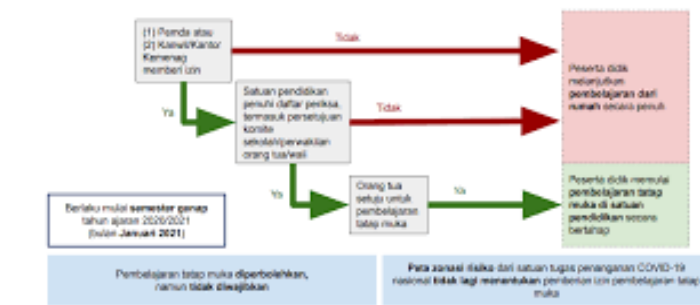 (1) Pemda atau
(2) Kanwil/Kantor
Kemenag
memberi izin
Tidak
Ya
Satuan pendidikan
penuhi daftar periksa,
termasuk persetujuan
komite
sekolah/perwakilan
orang tua/wali
Tidak
Ya
Orang tua
setuju untuk
pembelajaran
tatap muka
Ya
Peserta didik
melanjutkan
pembelajaran dari
rumah secara penuh
Peserta didik memulai
pembelajaran tatap
muka di satuan
pendidikan secara
bertahap
Berlaku mulai semester genap
tahun ajaran 2020/2021
(bulan Januari 2021)
Pembelajaran tatap muka diperbolehkan,
namun tidak diwajibkan
Peta zonasi risiko dari satuan tugas penanganan COVID-19
nasional tidak lagi menentukan pemberian izin pembelajaran tatap
muka